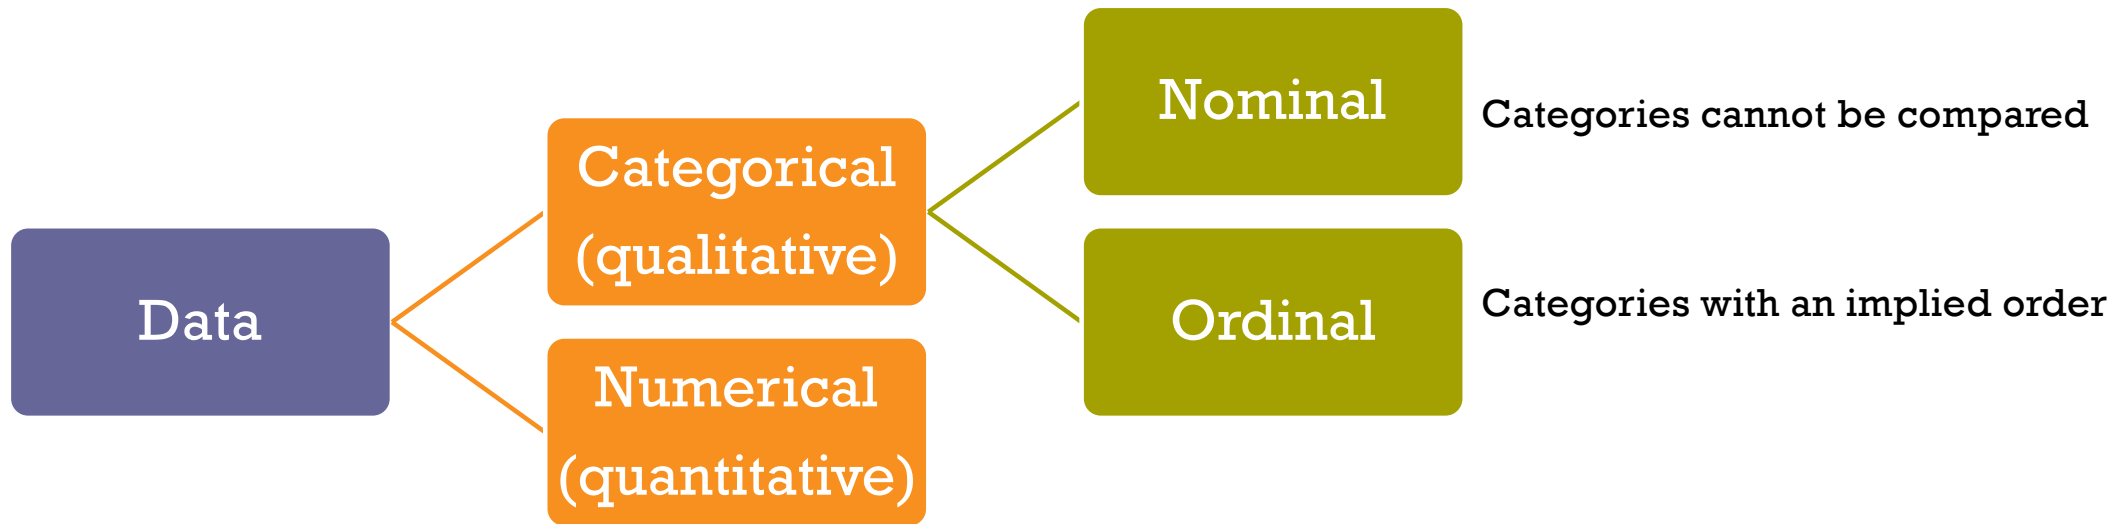 Data
Categorical
(qualitative)
Numerical
(quantitative)
Nominal
Categories cannot be compared
Ordinal
Categories with an implied order